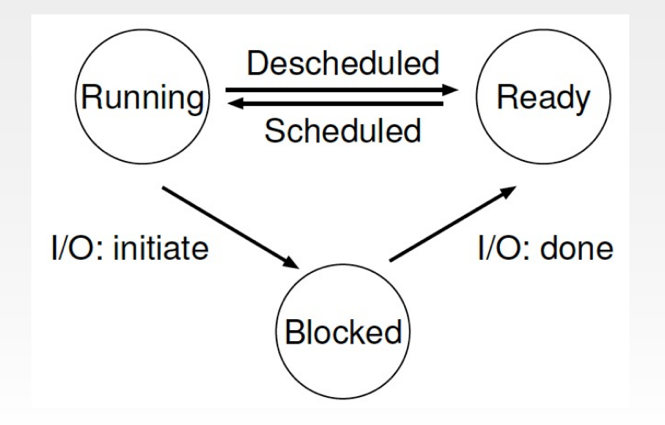 Descheduled
Running
Ready
Scheduled
I/O: initiate
I/O: done
Blocked